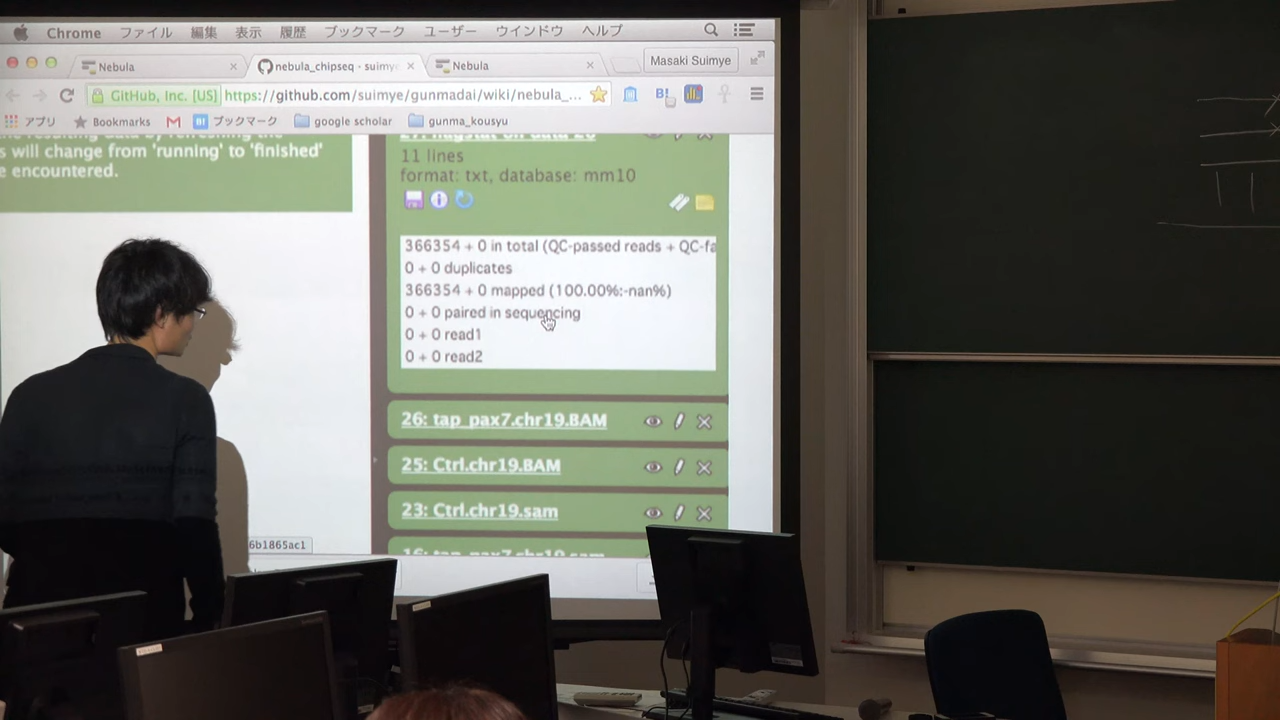 Chrome ファイル 編集 表示 履歴 ブックマーク ユーザー ウインドウ ヘルプ
Nebula nebula_chipseq - suimye Nebula Masaki Suimye
GitHub, Inc. [US] https://github.com/suimye/gunmadai/wiki/nebula_...
アプリ Bookmarks ブックマーク google scholar gunma_kousyu
s will change from 'running' to 'finished'
e encountered.
11 lines
format: txt, database: mm10
366354 + 0 in total (QC-passed reads + QC-fa
0 + 0 duplicates
366354 + 0 mapped (100.00%:-nan%)
0 + 0 paired in sequencing
0 + 0 read1
0 + 0 read2
26: tap_pax7.chr19.BAM
25: Ctrl.chr19.BAM
23: Ctrl.chr19.sam
6b1865ac1